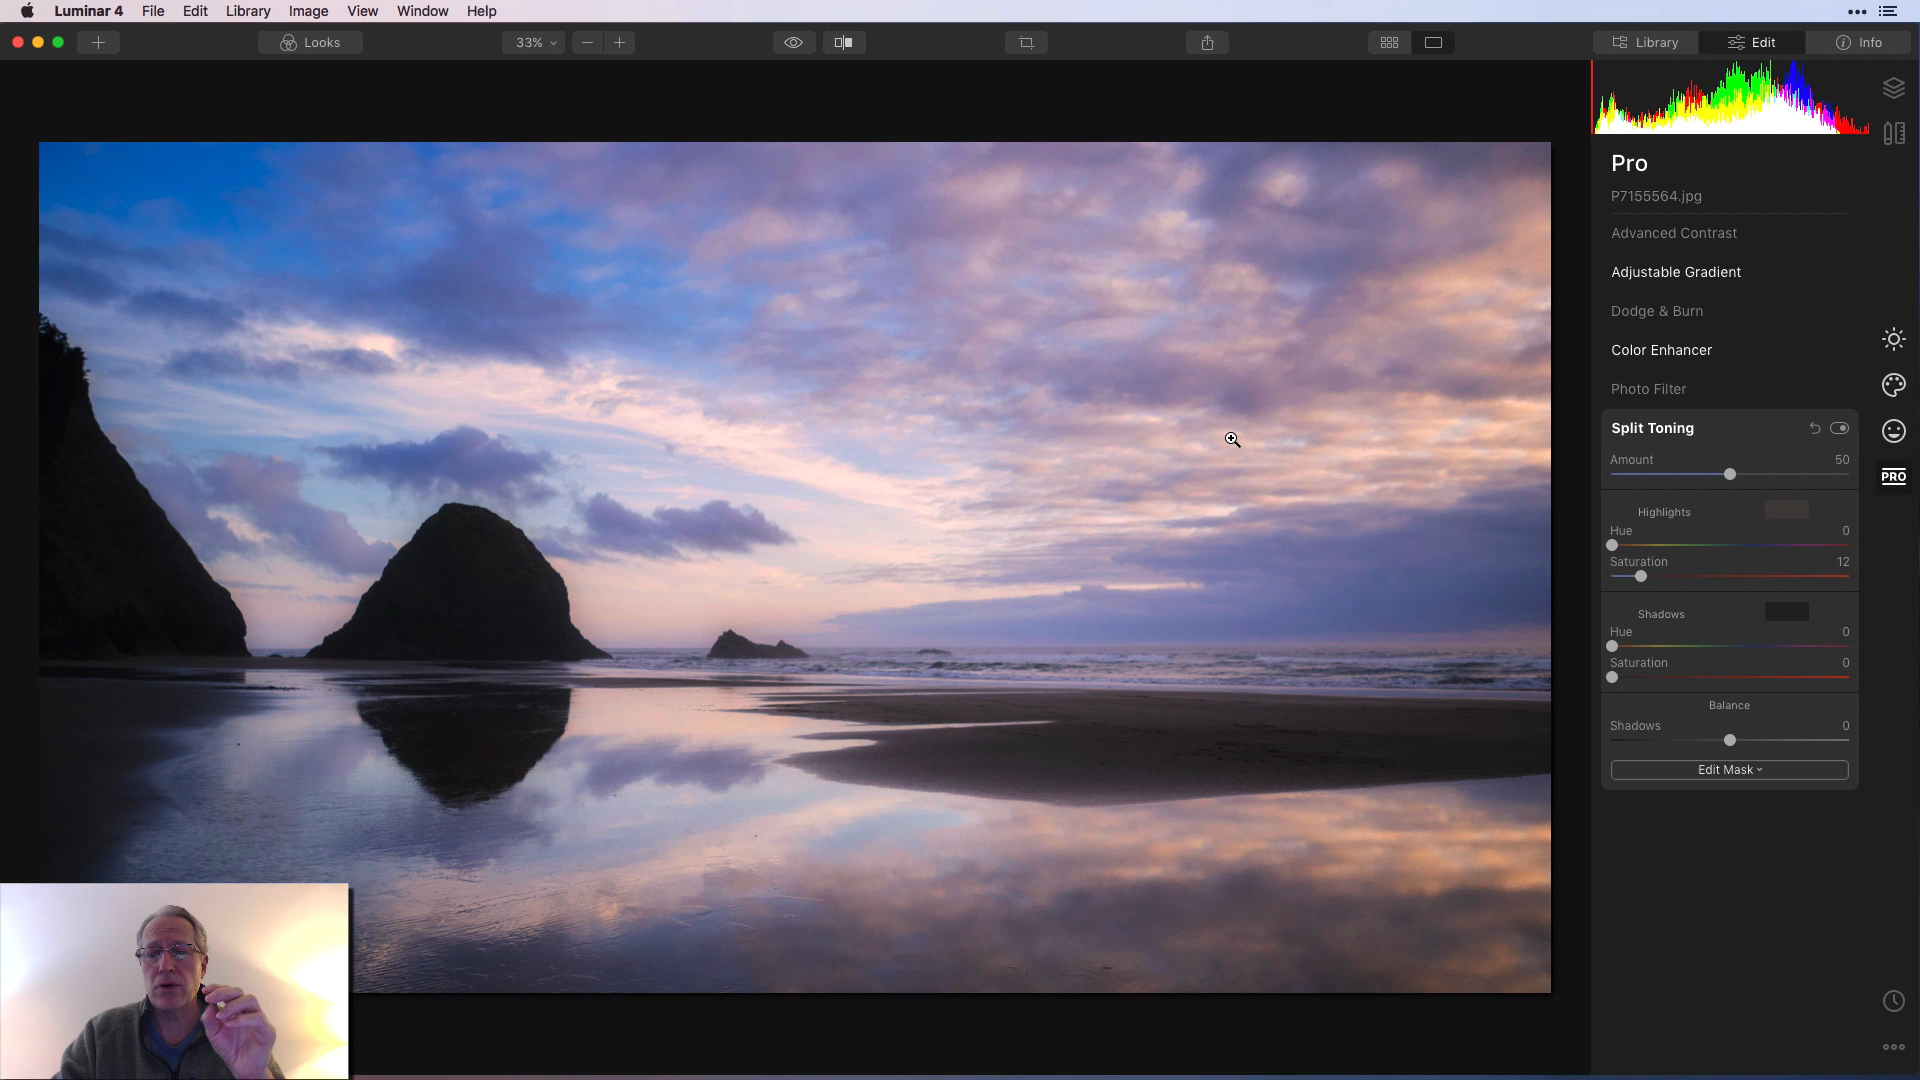 Luminar 4 File Edit Library Image View Window Help
Looks 33% Library Edit Info
Pro
P7155564.jpg
Advanced Contrast
Adjustable Gradient
Dodge & Burn
Color Enhancer
Photo Filter
Split Toning
Amount 50
Highlights
Hue 0
Saturation 12
Shadows
Hue 0
Saturation 0
Balance
Shadows 0
Edit Mask
PRO